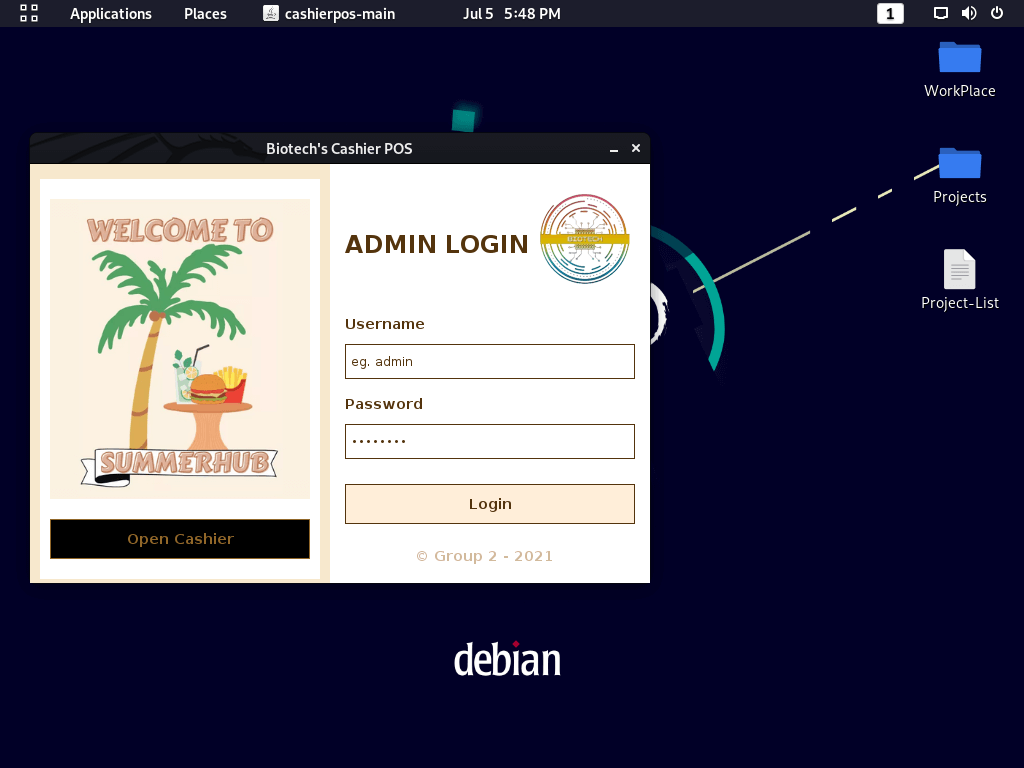 Applications Places cashierpos-main Jul 5 5:48 PM 1
WorkPlace
Projects
Project-List
Biotech's Cashier POS
WELCOME TO
SUMMERHUB
Open Cashier
ADMIN LOGIN
BIOTECH
Username
eg. admin
Password
••••••••
Login
© Group 2 - 2021
debian